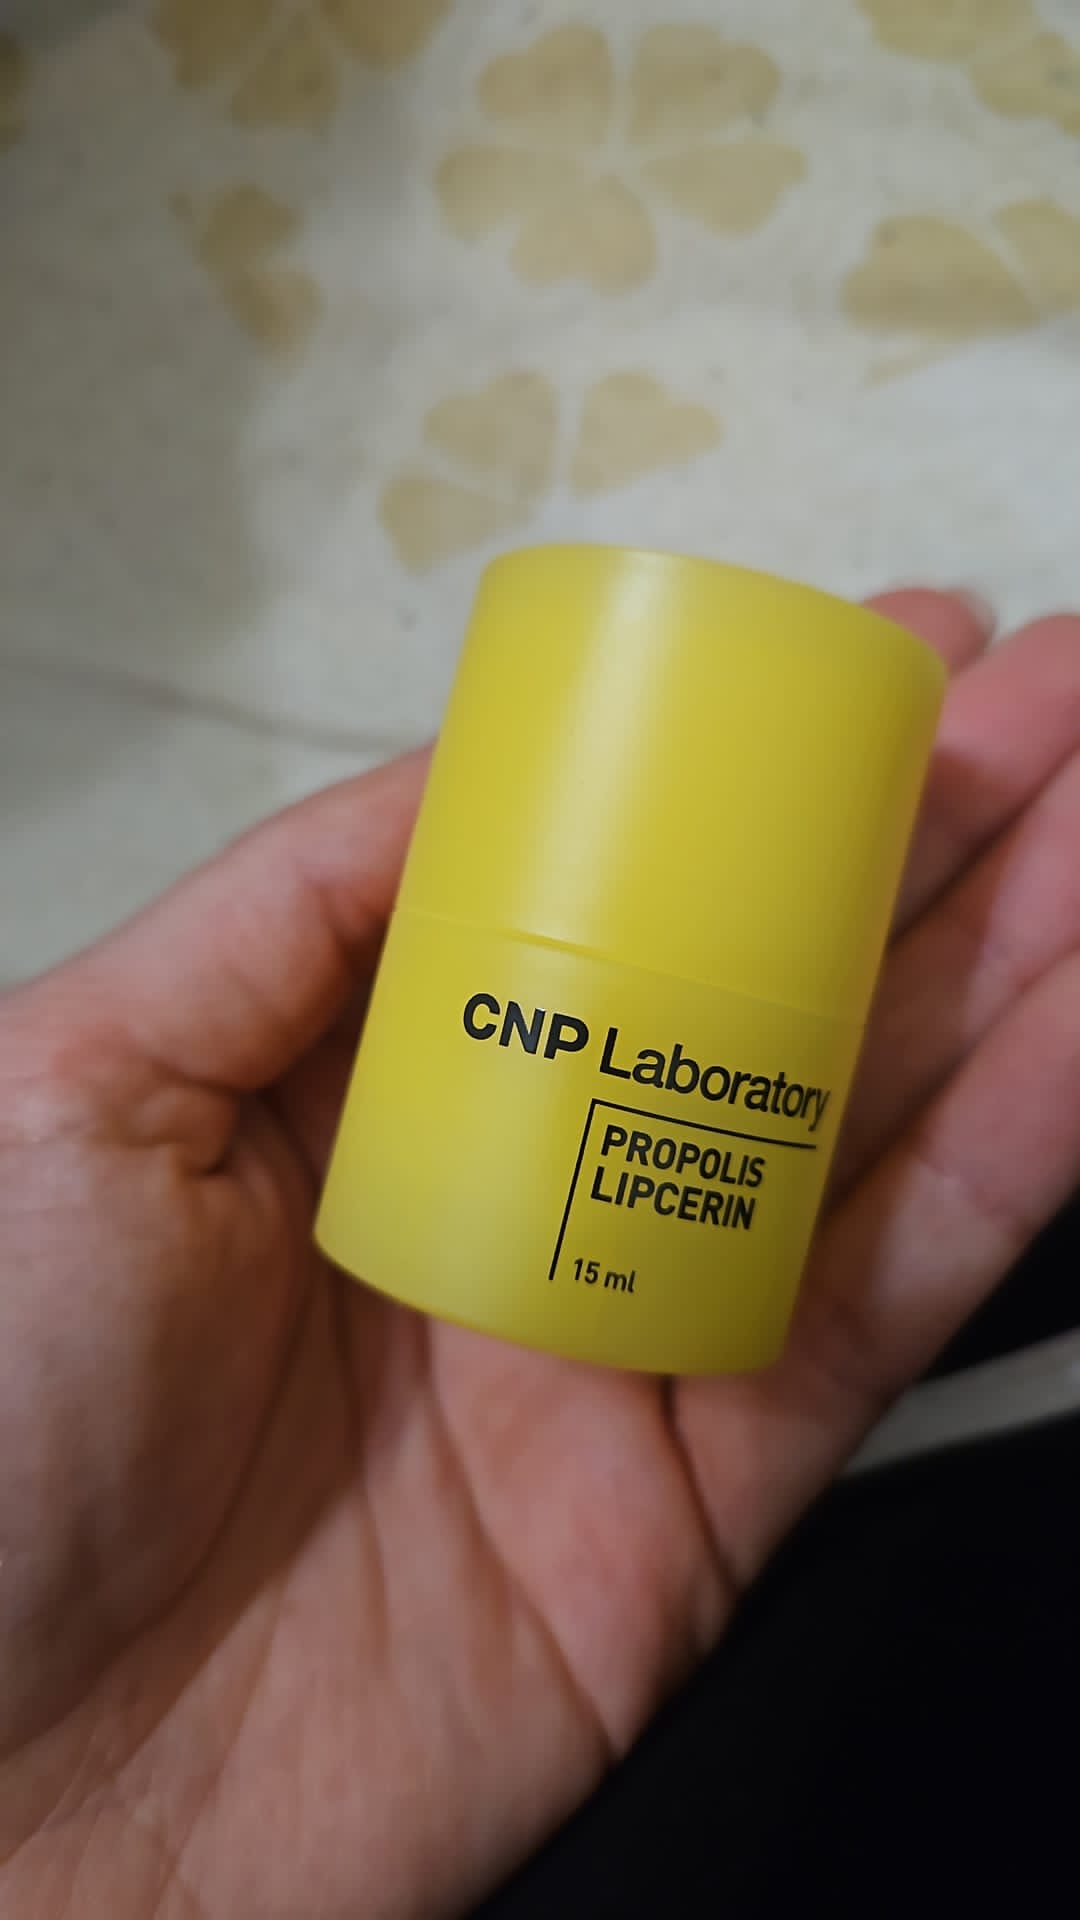 CNP Laboratory
PROPOLIS
LIPCERIN
15 ml